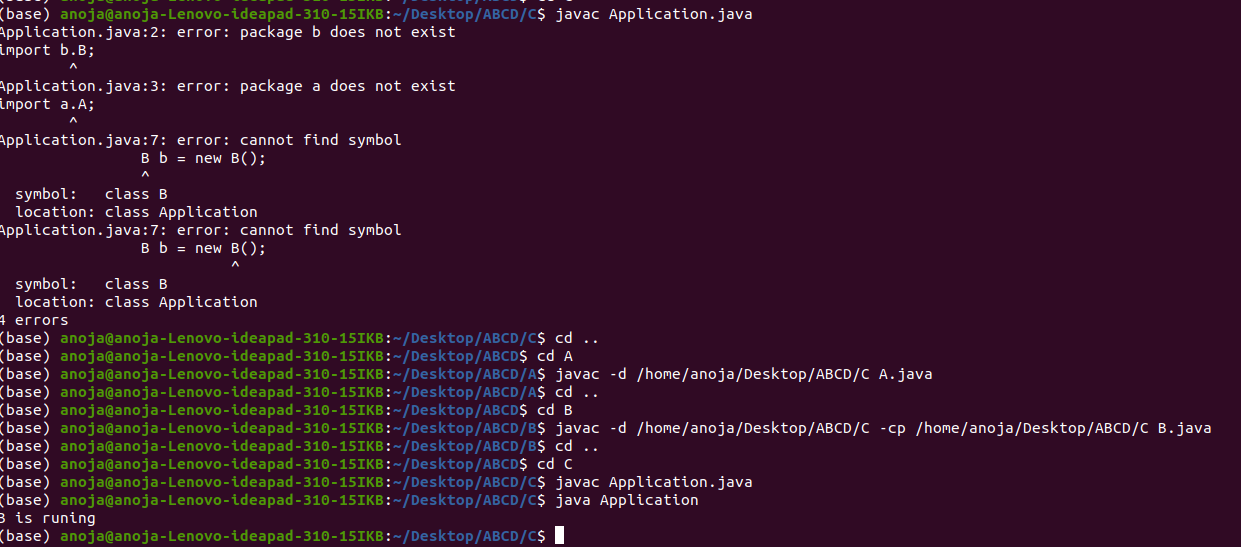 (base) anoja@anoja-Lenovo-ideapad-310-15IKB:~/Desktop/ABCD/C$ javac Application.java
Application.java:2: error: package b does not exist
import b.B;
^
Application.java:3: error: package a does not exist
import a.A;
^
Application.java:7: error: cannot find symbol
B b = new B();
^
symbol:   class B
location: class Application
Application.java:7: error: cannot find symbol
B b = new B();
^
symbol:   class B
location: class Application
4 errors
(base) anoja@anoja-Lenovo-ideapad-310-15IKB:~/Desktop/ABCD/C$ cd ..
(base) anoja@anoja-Lenovo-ideapad-310-15IKB:~/Desktop/ABCD$ cd A
(base) anoja@anoja-Lenovo-ideapad-310-15IKB:~/Desktop/ABCD/A$ javac -d /home/anoja/Desktop/ABCD/C A.java
(base) anoja@anoja-Lenovo-ideapad-310-15IKB:~/Desktop/ABCD/A$ cd ..
(base) anoja@anoja-Lenovo-ideapad-310-15IKB:~/Desktop/ABCD$ cd B
(base) anoja@anoja-Lenovo-ideapad-310-15IKB:~/Desktop/ABCD/B$ javac -d /home/anoja/Desktop/ABCD/C -cp /home/anoja/Desktop/ABCD/C B.java
(base) anoja@anoja-Lenovo-ideapad-310-15IKB:~/Desktop/ABCD/B$ cd ..
(base) anoja@anoja-Lenovo-ideapad-310-15IKB:~/Desktop/ABCD$ cd C
(base) anoja@anoja-Lenovo-ideapad-310-15IKB:~/Desktop/ABCD/C$ javac Application.java
(base) anoja@anoja-Lenovo-ideapad-310-15IKB:~/Desktop/ABCD/C$ java Application
B is runing
(base) anoja@anoja-Lenovo-ideapad-310-15IKB:~/Desktop/ABCD/C$